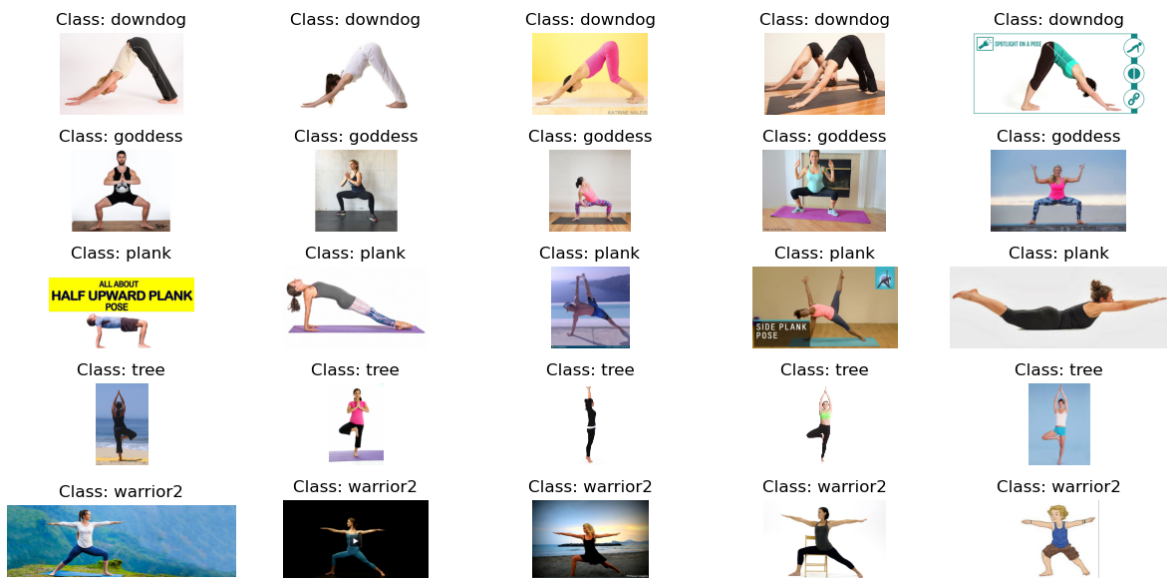 Class: downdog
Class: downdog
Class: downdog
Class: downdog
Class: downdog
SPOTLIGHT ON A POSE
Class: goddess
Class: goddess
Class: goddess
Class: goddess
Class: goddess
Class: plank
Class: plank
Class: plank
Class: plank
Class: plank
ALL ABOUT
HALF UPWARD PLANK
POSE
SIDE PLANK
POSE
Class: tree
Class: tree
Class: tree
Class: tree
Class: tree
Class: warrior2
Class: warrior2
Class: warrior2
Class: warrior2
Class: warrior2